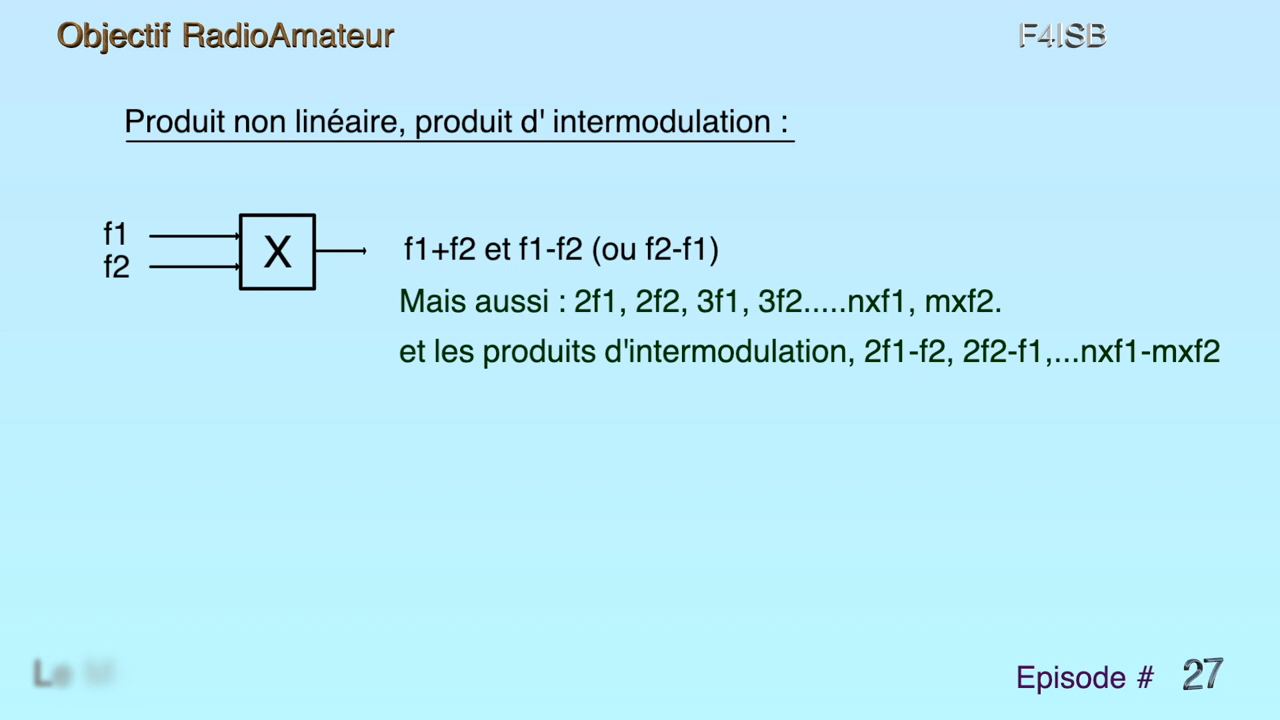 Objectif RadioAmateur
F4ISB
Produit non linéaire, produit d' intermodulation :
f1
f2
X
f1+f2 et f1-f2 (ou f2-f1)
Mais aussi : 2f1, 2f2, 3f1, 3f2.....nxf1, mxf2.
et les produits d'intermodulation, 2f1-f2, 2f2-f1,...nxf1-mxf2
Le
Episode # 27